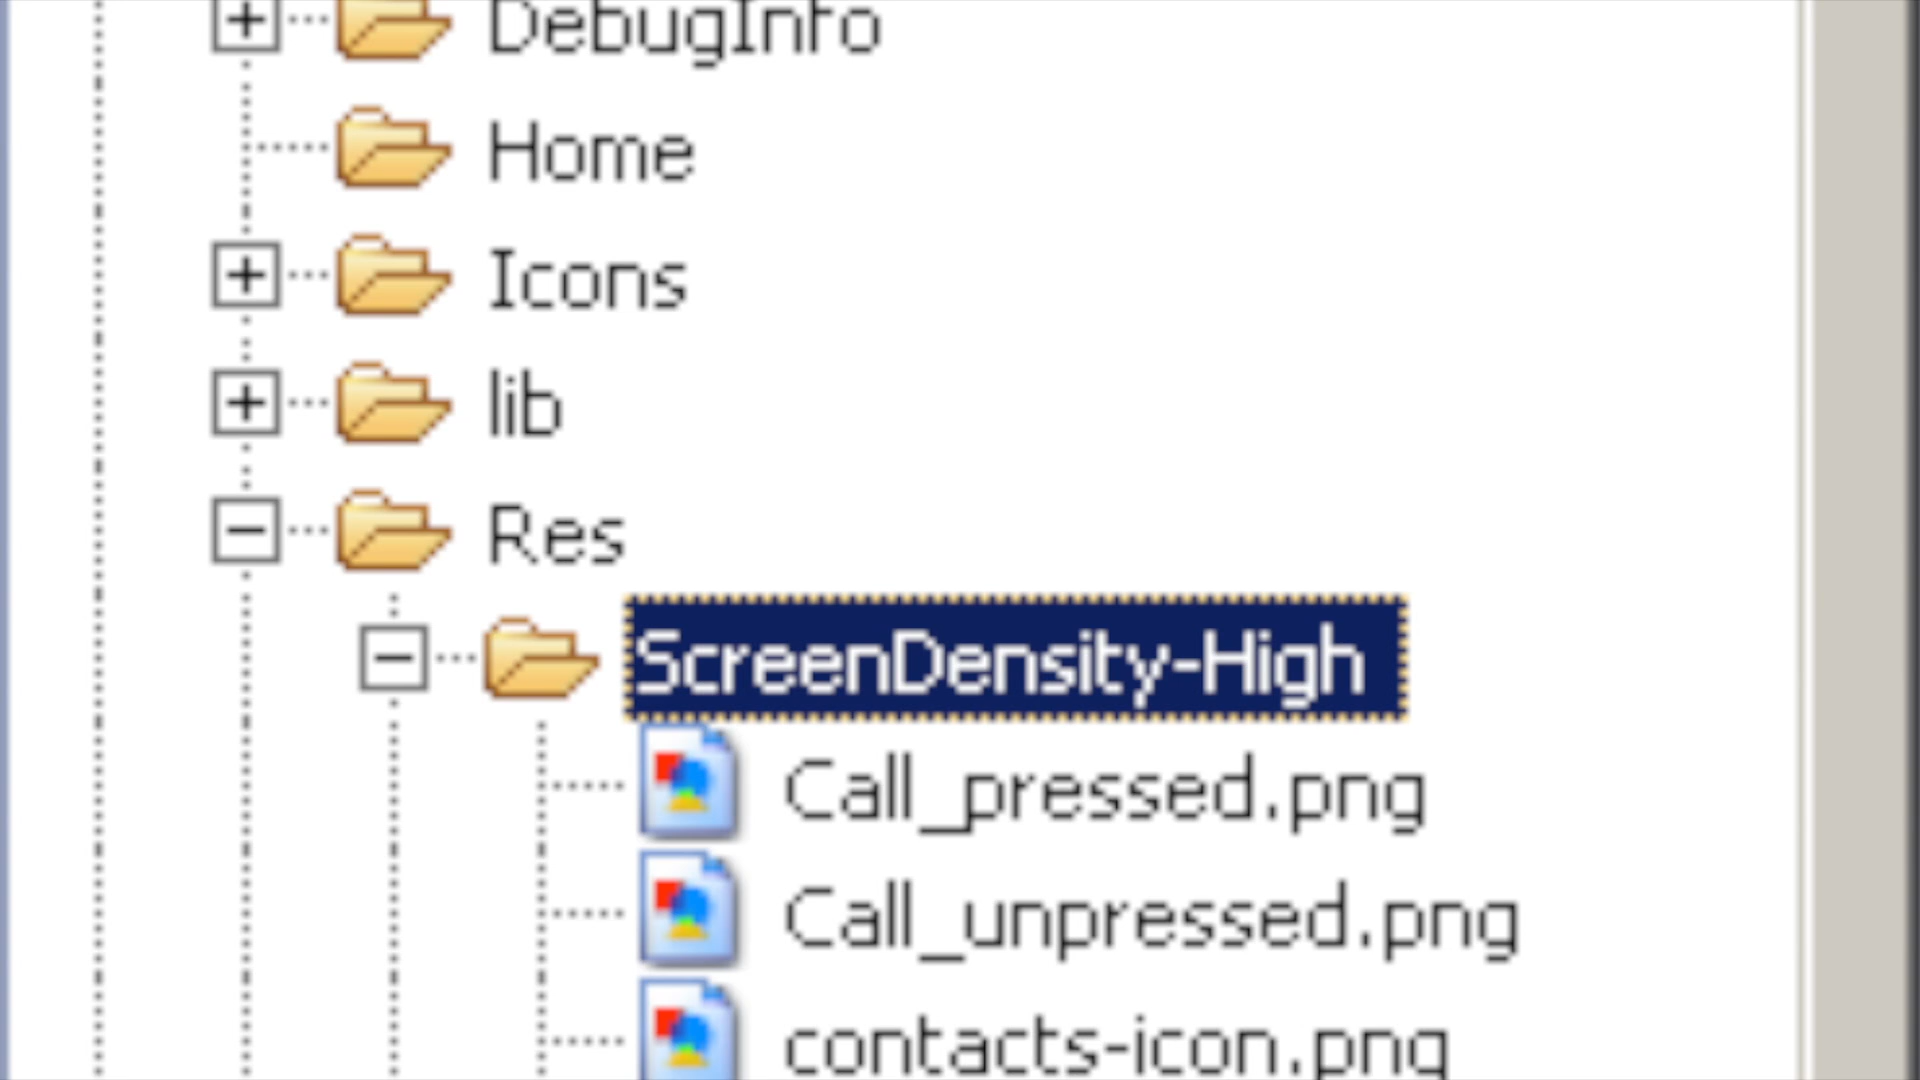 DebugInfo
Home
Icons
lib
Res
ScreenDensity-High
Call_pressed.png
Call_unpressed.png
contacts-icon.png